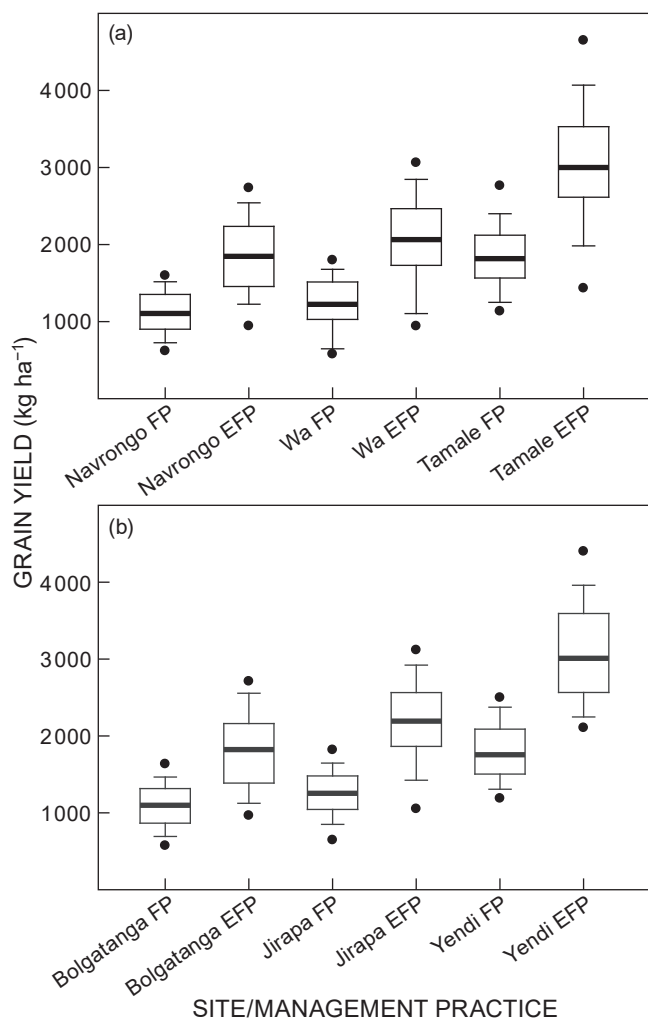 (a)
4000
3000
2000
1000
Navrongo FP
Navrongo EFP
Wa FP
Wa EFP
Tamale FP
Tamale EFP
GRAIN YIELD (kg ha⁻¹)
(b)
4000
3000
2000
1000
Bolgatanga FP
Bolgatanga EFP
Jirapa FP
Jirapa EFP
Yendi FP
Yendi EFP
SITE/MANAGEMENT PRACTICE